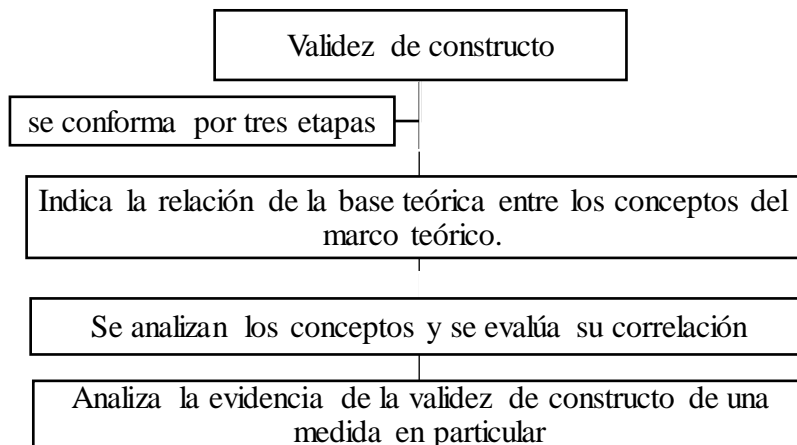 Validez de constructo
se conforma por tres etapas
Indica la relación de la base teórica entre los conceptos del
marco teórico.
Se analizan los conceptos y se evalúa su correlación
Analiza la evidencia de la validez de constructo de una
medida en particular